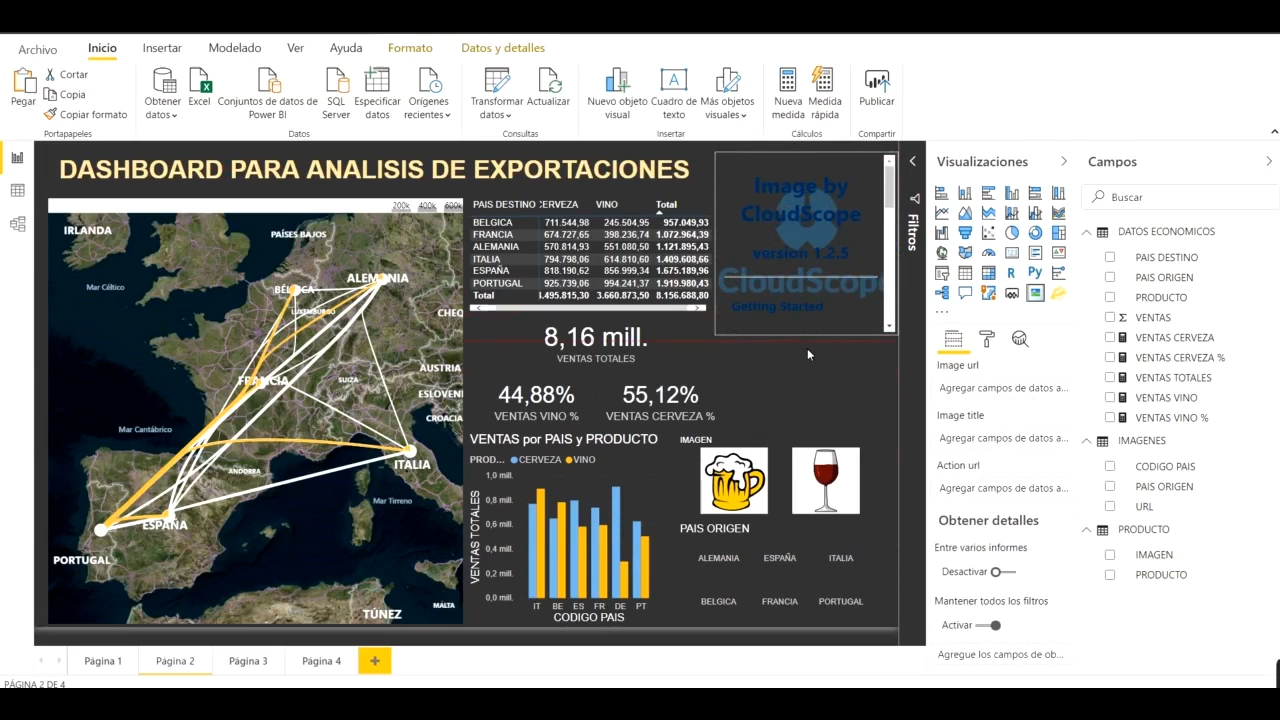 Archivo Inicio Insertar Modelado Ver Ayuda Formato Datos y detalles
Pegar
Cortar
Copia
Copiar formato
Portapapeles
Obtener datos
Excel
Conjuntos de datos de Power BI
SQL Server
Especificar datos
Orígenes recientes
Datos
Transformar datos
Actualizar
Consultas
Nuevo objeto visual
Cuadro de texto
Más objetos visuales
Insertar
Nueva medida
Medida rápida
Cálculos
Publicar
Compartir
DASHBOARD PARA ANALISIS DE EXPORTACIONES
200k 400k 600k
IRLANDA
PAÍSES BAJOS
Mar Céltico
ALEMANIA
BÉLGICA
LUXEMBURGO
CHEQ
FRANCIA
SUIZA
AUSTRIA
ESLOVENI
CROACIA
Mar Cantábrico
ANDORRA
ITALIA
Mar Tirreno
ESPAÑA
PORTUGAL
TÚNEZ
MALTA
PAIS DESTINO CERVEZA VINO Total
BELGICA 711.544,98 245.504,95 957.049,93
FRANCIA 674.727,65 398.236,74 1.072.964,39
ALEMANIA 570.814,93 551.080,50 1.121.895,43
ITALIA 794.798,06 614.810,60 1.409.608,66
ESPAÑA 818.190,62 856.999,34 1.675.189,96
PORTUGAL 925.739,06 994.241,37 1.919.980,43
Total 4.495.815,30 3.660.873,50 8.156.688,80
8,16 mill.
VENTAS TOTALES
44,88%
VENTAS VINO %
55,12%
VENTAS CERVEZA %
Image by
CloudScope
version 1.2.5
CloudScope
Getting Started
VENTAS por PAIS y PRODUCTO
PROD... CERVEZA VINO
VENTAS TOTALES
1,0 mill.
0,8 mill.
0,6 mill.
0,4 mill.
0,2 mill.
0,0 mill.
IT BE ES FR DE PT
CODIGO PAIS
IMAGEN
PAIS ORIGEN
ALEMANIA ESPAÑA ITALIA
BELGICA FRANCIA PORTUGAL
Filtros
Visualizaciones
R Py
...
Image url
Agregar campos de datos a...
Image title
Agregar campos de datos a...
Action url
Agregar campos de datos a...
Obtener detalles
Entre varios informes
Desactivar
Mantener todos los filtros
Activar
Agregue los campos de ob...
Campos
Buscar
DATOS ECONOMICOS
PAIS DESTINO
PAIS ORIGEN
PRODUCTO
Σ VENTAS
VENTAS CERVEZA
VENTAS CERVEZA %
VENTAS TOTALES
VENTAS VINO
VENTAS VINO %
IMAGENES
CODIGO PAIS
PAIS ORIGEN
URL
PRODUCTO
IMAGEN
PRODUCTO
Página 1 Página 2 Página 3 Página 4 +
PÁGINA 2 DE 4